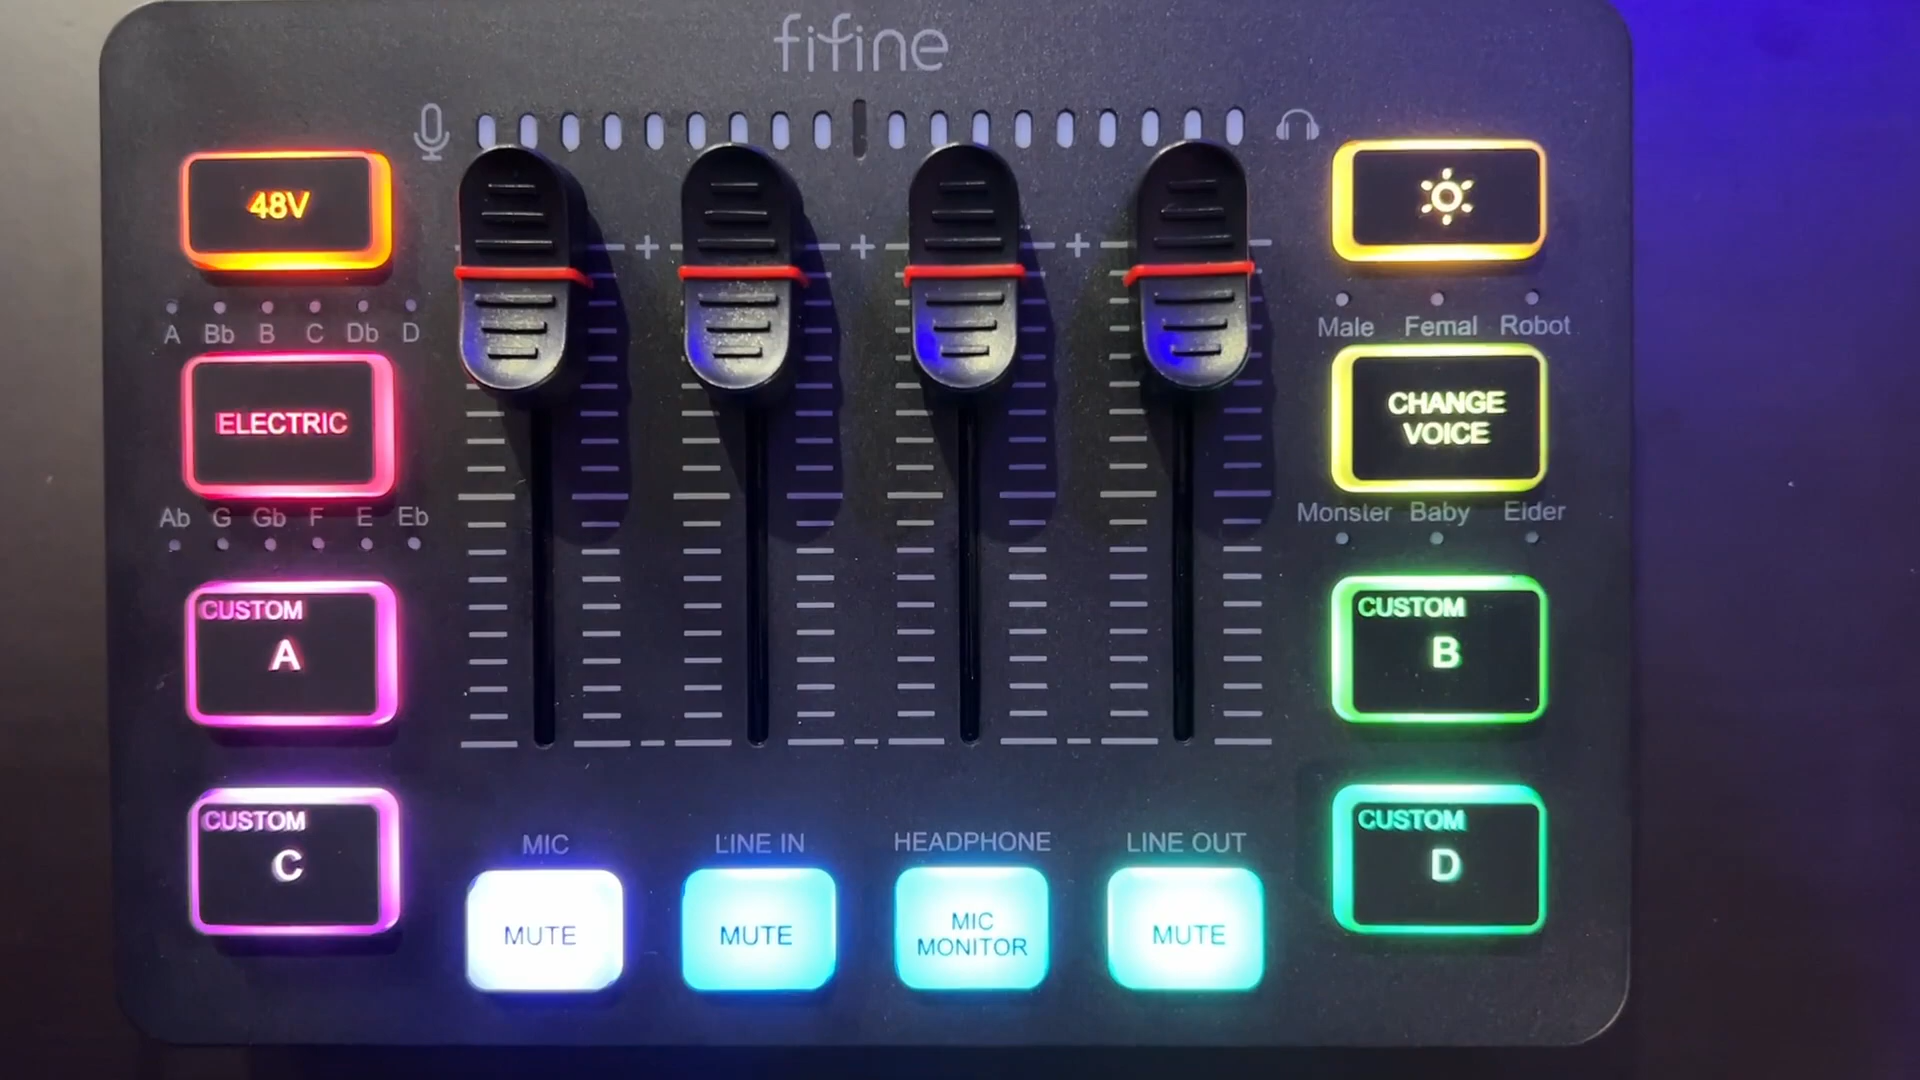 fifine
48V
A Bb B C Db D
Male Femal Robot
ELECTRIC
CHANGE
VOICE
Ab G Gb F E Eb
Monster Baby Elder
CUSTOM
A
CUSTOM
B
CUSTOM
C
CUSTOM
D
MIC
LINE IN
HEADPHONE
LINE OUT
MUTE
MUTE
MIC
MONITOR
MUTE